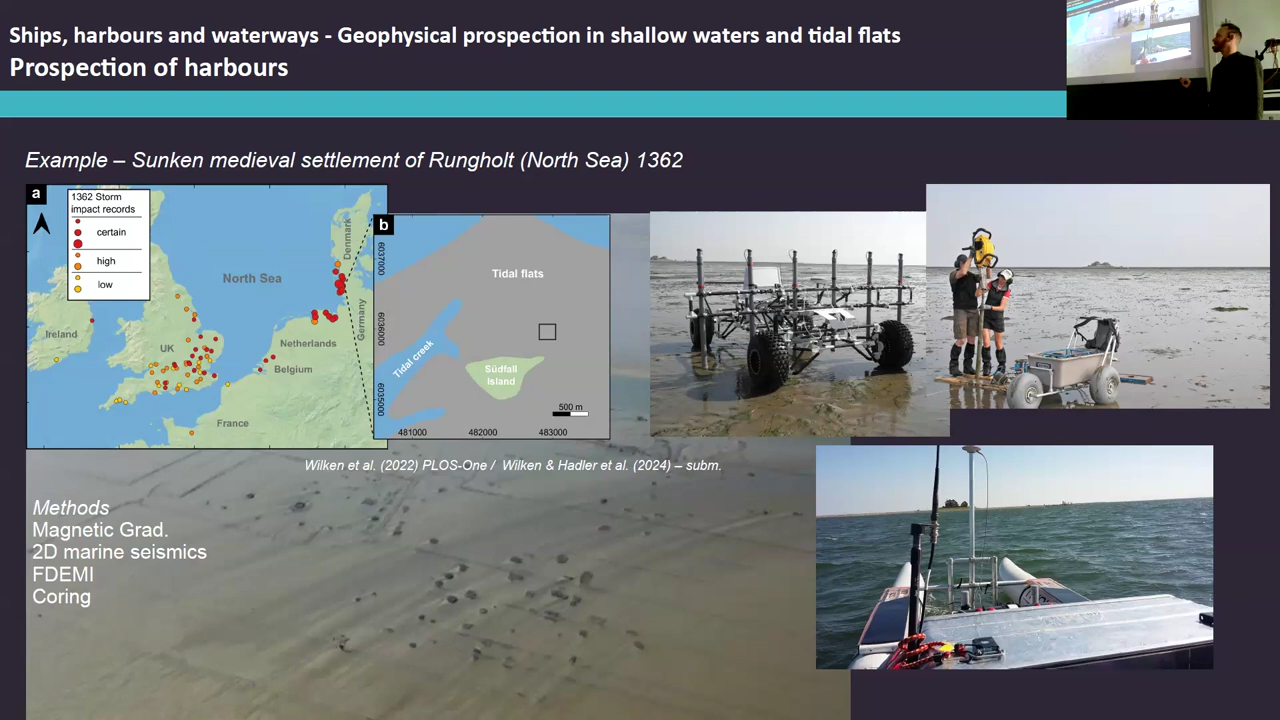 Ships, harbours and waterways - Geophysical prospection in shallow waters and tidal flats
Prospection of harbours
Example – Sunken medieval settlement of Rungholt (North Sea) 1362
a
1362 Storm
impact records
certain
high
low
North Sea
Denmark
Germany
Ireland
UK
Netherlands
Belgium
France
b
6037000
6036000
6035000
Tidal flats
Tidal creek
Südfall
Island
500 m
481000 482000 483000
Wilken et al. (2022) PLOS-One / Wilken & Hadler et al. (2024) – subm.
Methods
Magnetic Grad.
2D marine seismics
FDEMI
Coring